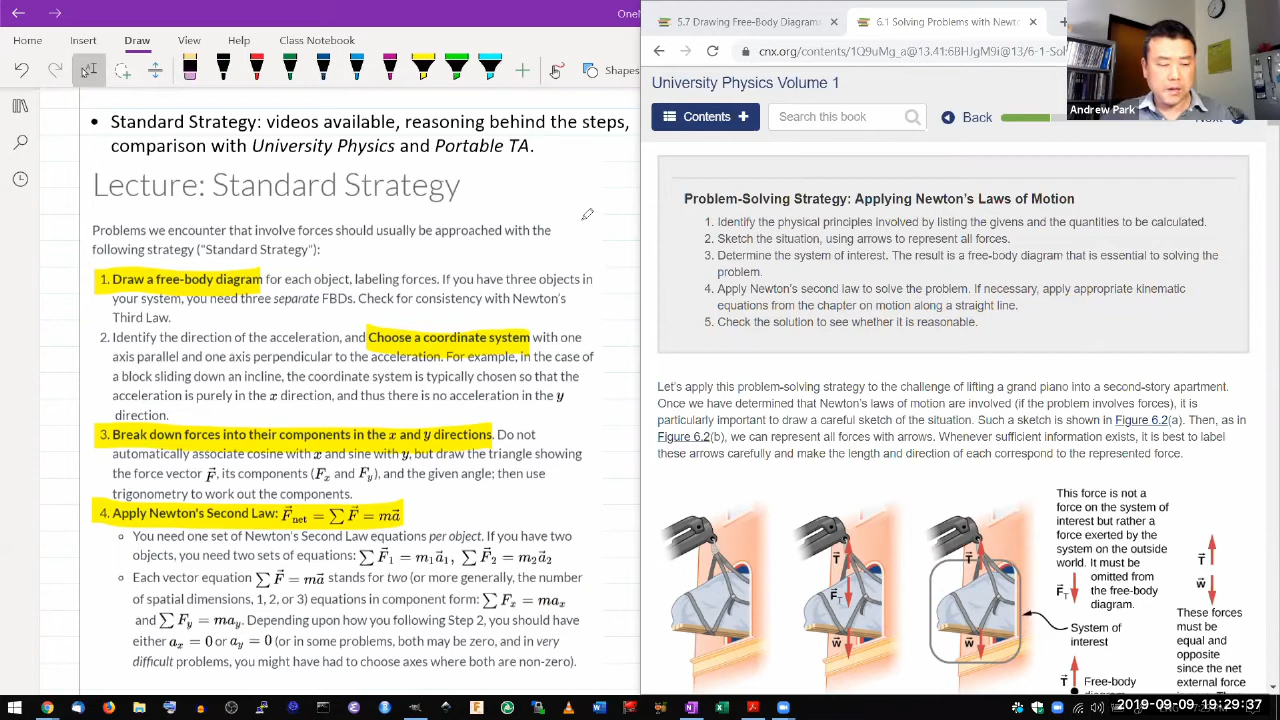 OneN
Home
Insert
Draw
View
Help
Class Notebook
Shapes
• Standard Strategy: videos available, reasoning behind the steps,
comparison with University Physics and Portable TA.
Lecture: Standard Strategy
Problems we encounter that involve forces should usually be approached with the
following strategy ("Standard Strategy"):
1. Draw a free-body diagram for each object, labeling forces. If you have three objects in
your system, you need three separate FBDs. Check for consistency with Newton's
Third Law.
2. Identify the direction of the acceleration, and Choose a coordinate system with one
axis parallel and one axis perpendicular to the acceleration. For example, in the case of
a block sliding down an incline, the coordinate system is typically chosen so that the
acceleration is purely in the x direction, and thus there is no acceleration in the y
direction.
3. Break down forces into their components in the x and y directions. Do not
automatically associate cosine with x and sine with y, but draw the triangle showing
the force vector F⃗, its components (Fₓ and F_y), and the given angle; then use
trigonometry to work out the components.
4. Apply Newton's Second Law: F⃗_net = ∑ F⃗ = ma⃗
◦ You need one set of Newton's Second Law equations per object. If you have two
objects, you need two sets of equations: ∑ F⃗₁ = m₁a⃗₁, ∑ F⃗₂ = m₂a⃗₂
◦ Each vector equation ∑ F⃗ = ma⃗ stands for two (or more generally, the number
of spatial dimensions, 1, 2, or 3) equations in component form: ∑ Fₓ = maₓ
and ∑ F_y = ma_y. Depending upon how you following Step 2, you should have
either aₓ = 0 or a_y = 0 (or in some problems, both may be zero, and in very
difficult problems, you might have had to choose axes where both are non-zero).
5.7 Drawing Free-Body Diagrams
6.1 Solving Problems with Newto
cnx.org/contents/1Q9uMg_a@13.41:6tHJgM9i@13/6-1-Sol
University Physics Volume 1
Andrew Park
Contents +
Search this book
Back
Next
Problem-Solving Strategy: Applying Newton's Laws of Motion
1. Identify the physical principles involved by listing the givens and the quantities to be calculated.
2. Sketch the situation, using arrows to represent all forces.
3. Determine the system of interest. The result is a free-body diagram that is essential to solving the
problem.
4. Apply Newton's second law to solve the problem. If necessary, apply appropriate kinematic
equations from the chapter on motion along a straight line.
5. Check the solution to see whether it is reasonable.
Let's apply this problem-solving strategy to the challenge of lifting a grand piano into a second-story apartment.
Once we have determined that Newton's laws of motion are involved (if the problem involves forces), it is
particularly important to draw a careful sketch of the situation. Such a sketch is shown in Figure 6.2(a). Then, as in
Figure 6.2(b), we can represent all forces with arrows. Whenever sufficient information exists, it is best to label
these arrows carefully and make the length and direction of each correspond to the represented force.
T⃗
F⃗_T
w⃗
T⃗
w⃗
This force is not a
force on the system of
interest but rather a
force exerted by the
system on the outside
world. It must be
omitted from
the free-body
diagram.
F⃗_T
System of
interest
T⃗
Free-body
T⃗
w⃗
These forces
must be
equal and
opposite
since the net
external force
2019-09-09 19:29:37